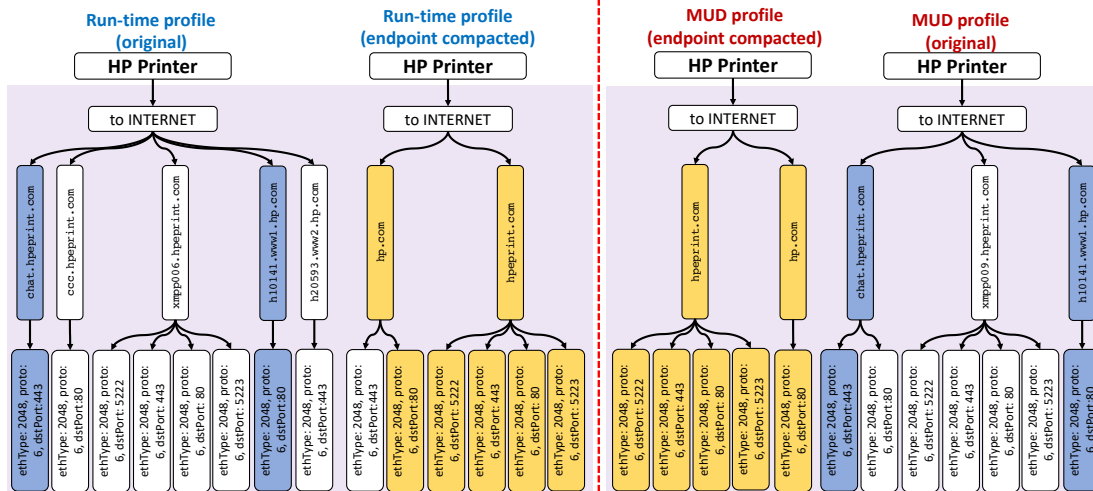 Run-time profile
(original)
Run-time profile
(endpoint compacted)
MUD profile
(endpoint compacted)
MUD profile
(original)
HP Printer
HP Printer
HP Printer
HP Printer
to INTERNET
to INTERNET
to INTERNET
to INTERNET
chat.hpeprint.com
ccc.hpeprint.com
xmpp006.hpeprint.com
h10141.www1.hp.com
h20593.www2.hp.com
hp.com
hpeprint.com
hpeprint.com
hp.com
chat.hpeprint.com
xmpp009.hpeprint.com
h10141.www1.hp.com
ethType: 2048, proto:
6, dstPort:443
ethType: 2048, proto:
6, dstPort:80
ethType: 2048, proto:
6, dstPort: 5222
ethType: 2048, proto:
6, dstPort: 443
ethType: 2048, proto:
6, dstPort: 80
ethType: 2048, proto:
6, dstPort: 5223
ethType: 2048, proto:
6, dstPort:80
ethType: 2048, proto:
6, dstPort:443
ethType: 2048, proto:
6, dstPort:443
ethType: 2048, proto:
6, dstPort:80
ethType: 2048, proto:
6, dstPort: 5222
ethType: 2048, proto:
6, dstPort: 443
ethType: 2048, proto:
6, dstPort: 80
ethType: 2048, proto:
6, dstPort: 5223
ethType: 2048, proto:
6, dstPort: 5222
ethType: 2048, proto:
6, dstPort: 443
ethType: 2048, proto:
6, dstPort: 80
ethType: 2048, proto:
6, dstPort: 5223
ethType: 2048, proto:
6, dstPort:80
ethType: 2048, proto:
6, dstPort:443
ethType: 2048, proto:
6, dstPort:80
ethType: 2048, proto:
6, dstPort: 5222
ethType: 2048, proto:
6, dstPort: 443
ethType: 2048, proto:
6, dstPort: 80
ethType: 2048, proto:
6, dstPort: 5223
ethType: 2048, proto:
6, dstPort:80